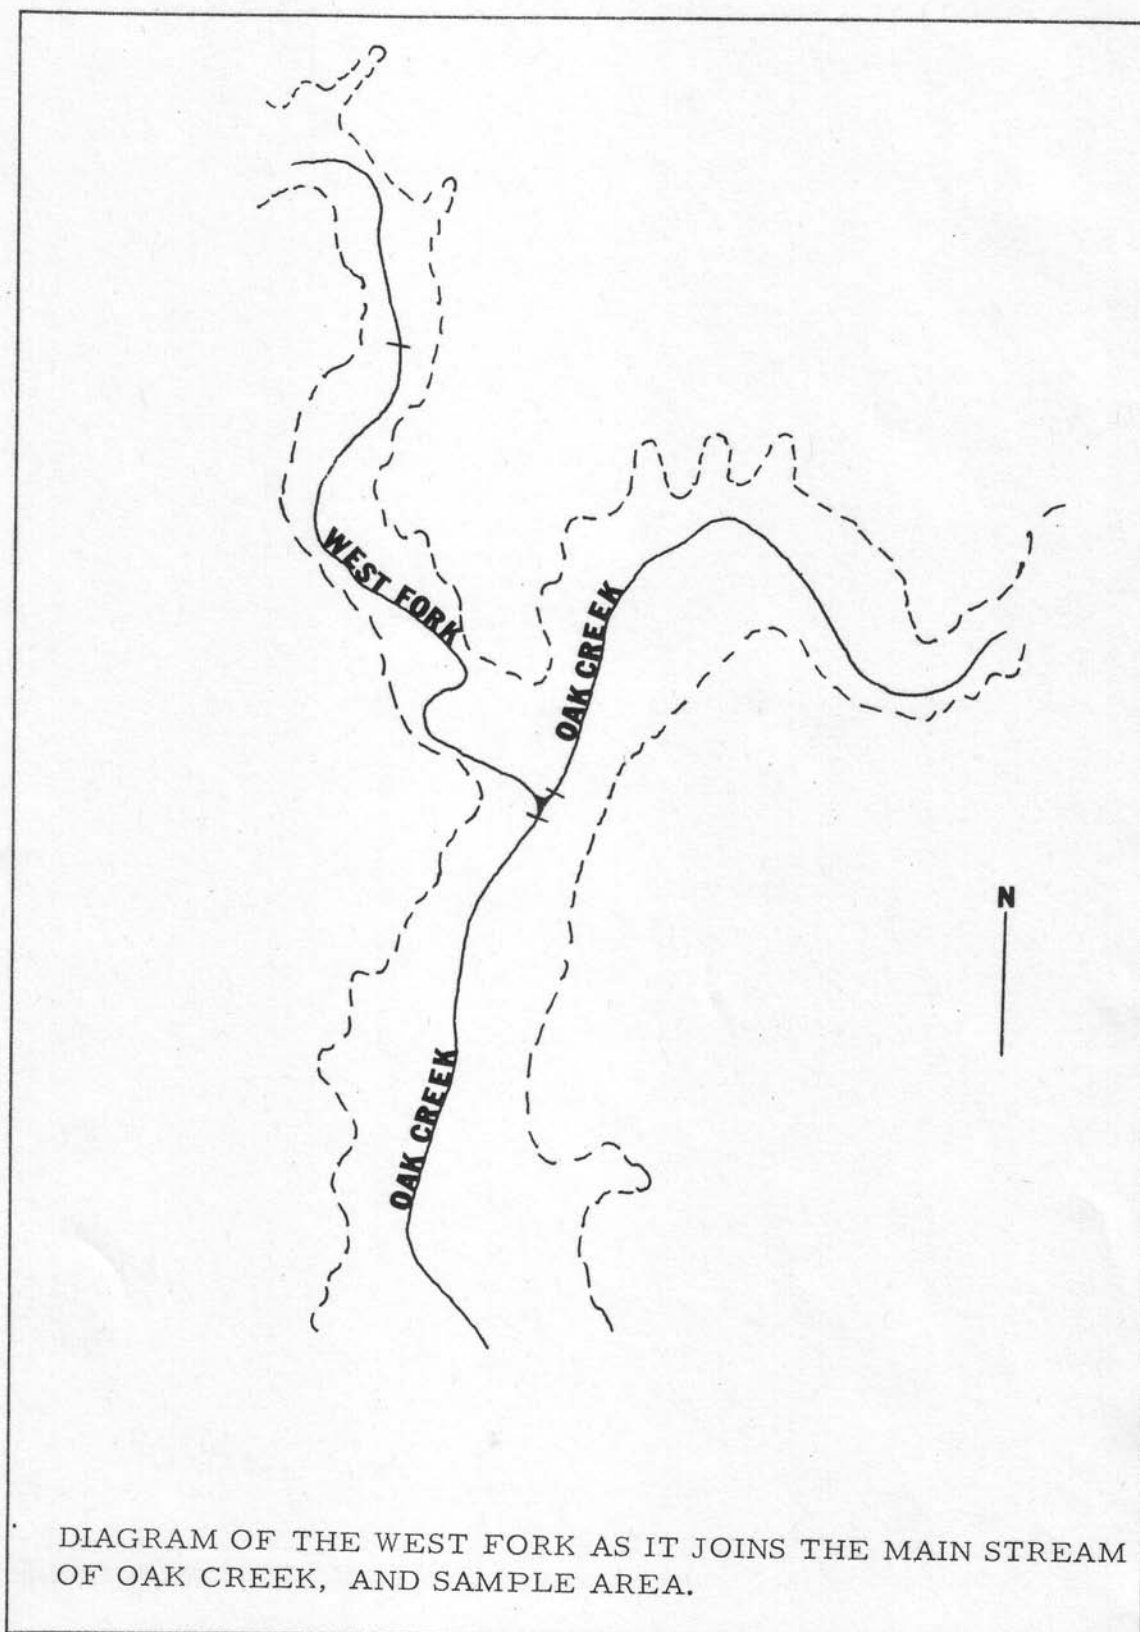 WEST FORK
OAK CREEK
N
OAK CREEK
DIAGRAM OF THE WEST FORK AS IT JOINS THE MAIN STREAM
OF OAK CREEK, AND SAMPLE AREA.